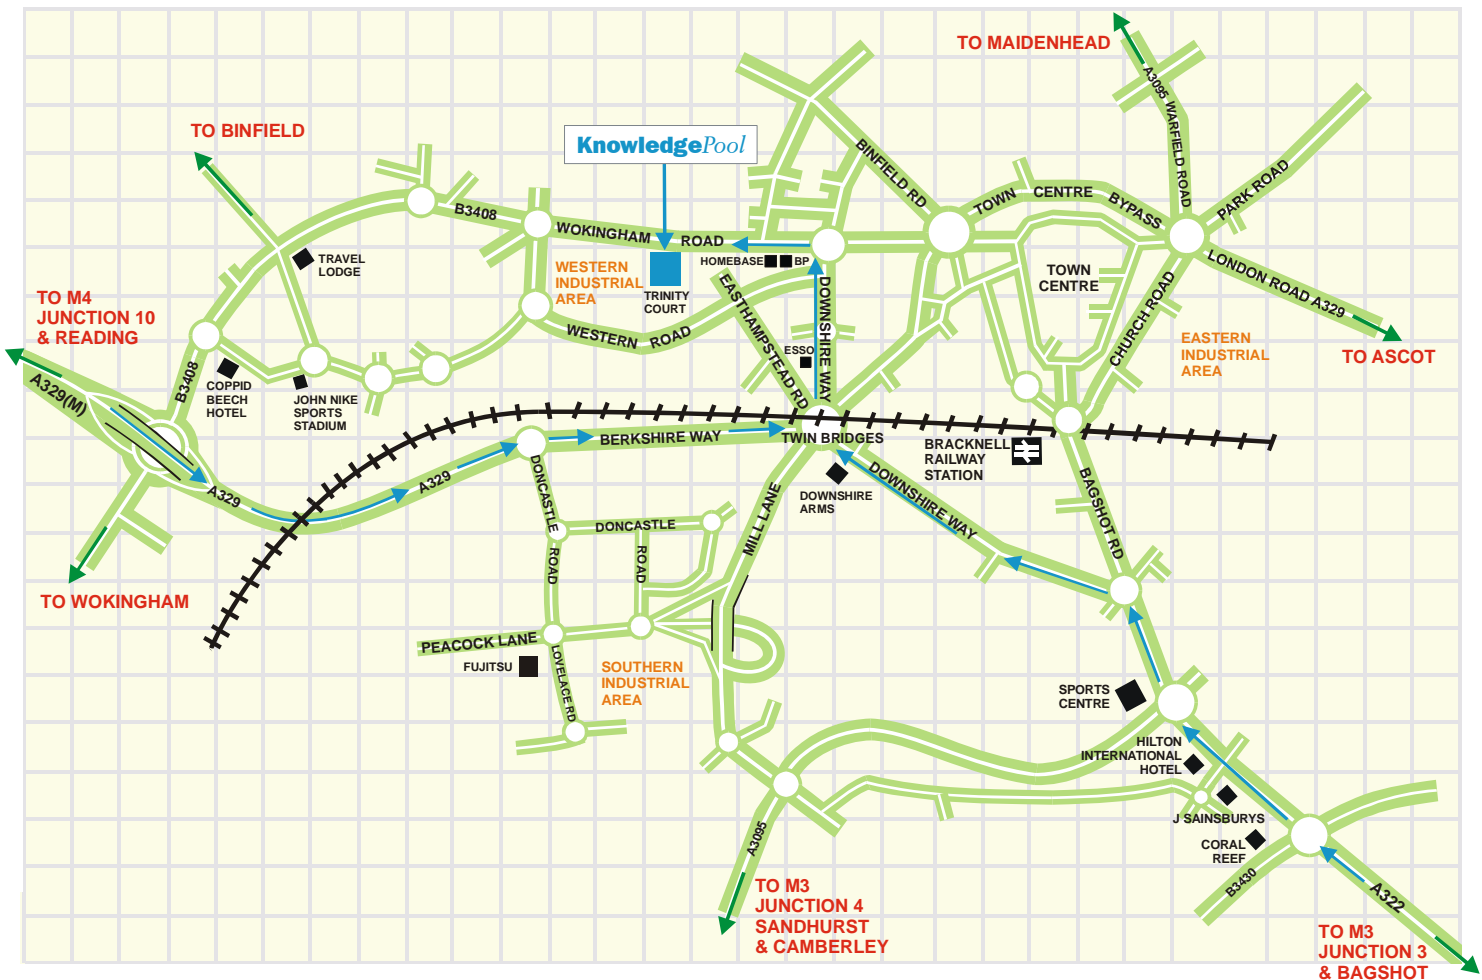 TO MAIDENHEAD
A3095 WARFIELD ROAD
TO BINFIELD
KnowledgePool
BINFIELD RD
TOWN CENTRE BYPASS
PARK ROAD
B3408
WOKINGHAM ROAD
HOMEBASE
BP
TRAVEL
LODGE
WESTERN
INDUSTRIAL
AREA
TRINITY
COURT
TOWN
CENTRE
LONDON ROAD A329
TO M4
JUNCTION 10
& READING
EASTHAMPSTEAD RD
DOWNSHIRE WAY
CHURCH ROAD
WESTERN ROAD
ESSO
EASTERN
INDUSTRIAL
AREA
TO ASCOT
A329(M)
B3408
COPPID
BEECH
HOTEL
JOHN NIKE
SPORTS
STADIUM
BERKSHIRE WAY
TWIN BRIDGES
BRACKNELL
RAILWAY
STATION
A329
A329
DOWNSHIRE
ARMS
DOWNSHIRE WAY
BAGSHOT RD
MILL LANE
DONCASTLE
ROAD
DONCASTLE
ROAD
TO WOKINGHAM
PEACOCK LANE
FUJITSU
LOVELACE RD
SOUTHERN
INDUSTRIAL
AREA
SPORTS
CENTRE
HILTON
INTERNATIONAL
HOTEL
J SAINSBURYS
CORAL
REEF
B3430
A322
A3095
TO M3
JUNCTION 4
SANDHURST
& CAMBERLEY
TO M3
JUNCTION 3
& BAGSHOT